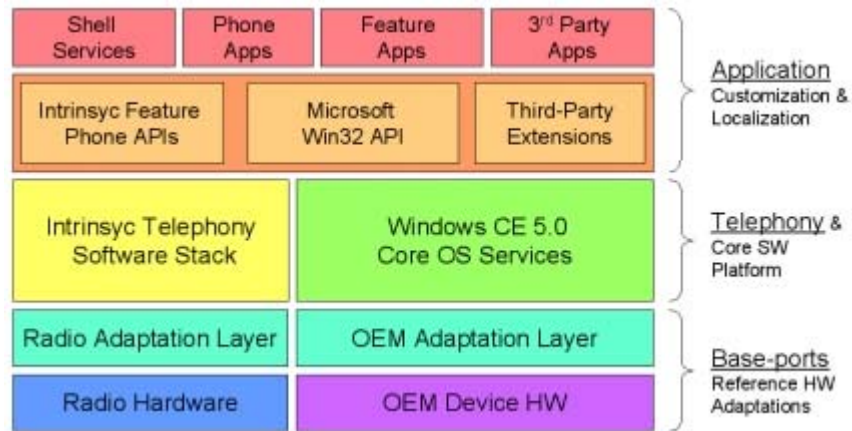 Shell
Services
Phone
Apps
Feature
Apps
3rd Party
Apps
Application
Customization &
Localization
Intrinsyc Feature
Phone APIs
Microsoft
Win32 API
Third-Party
Extensions
Intrinsyc Telephony
Software Stack
Windows CE 5.0
Core OS Services
Telephony &
Core SW
Platform
Radio Adaptation Layer
OEM Adaptation Layer
Base-ports
Reference HW
Adaptations
Radio Hardware
OEM Device HW